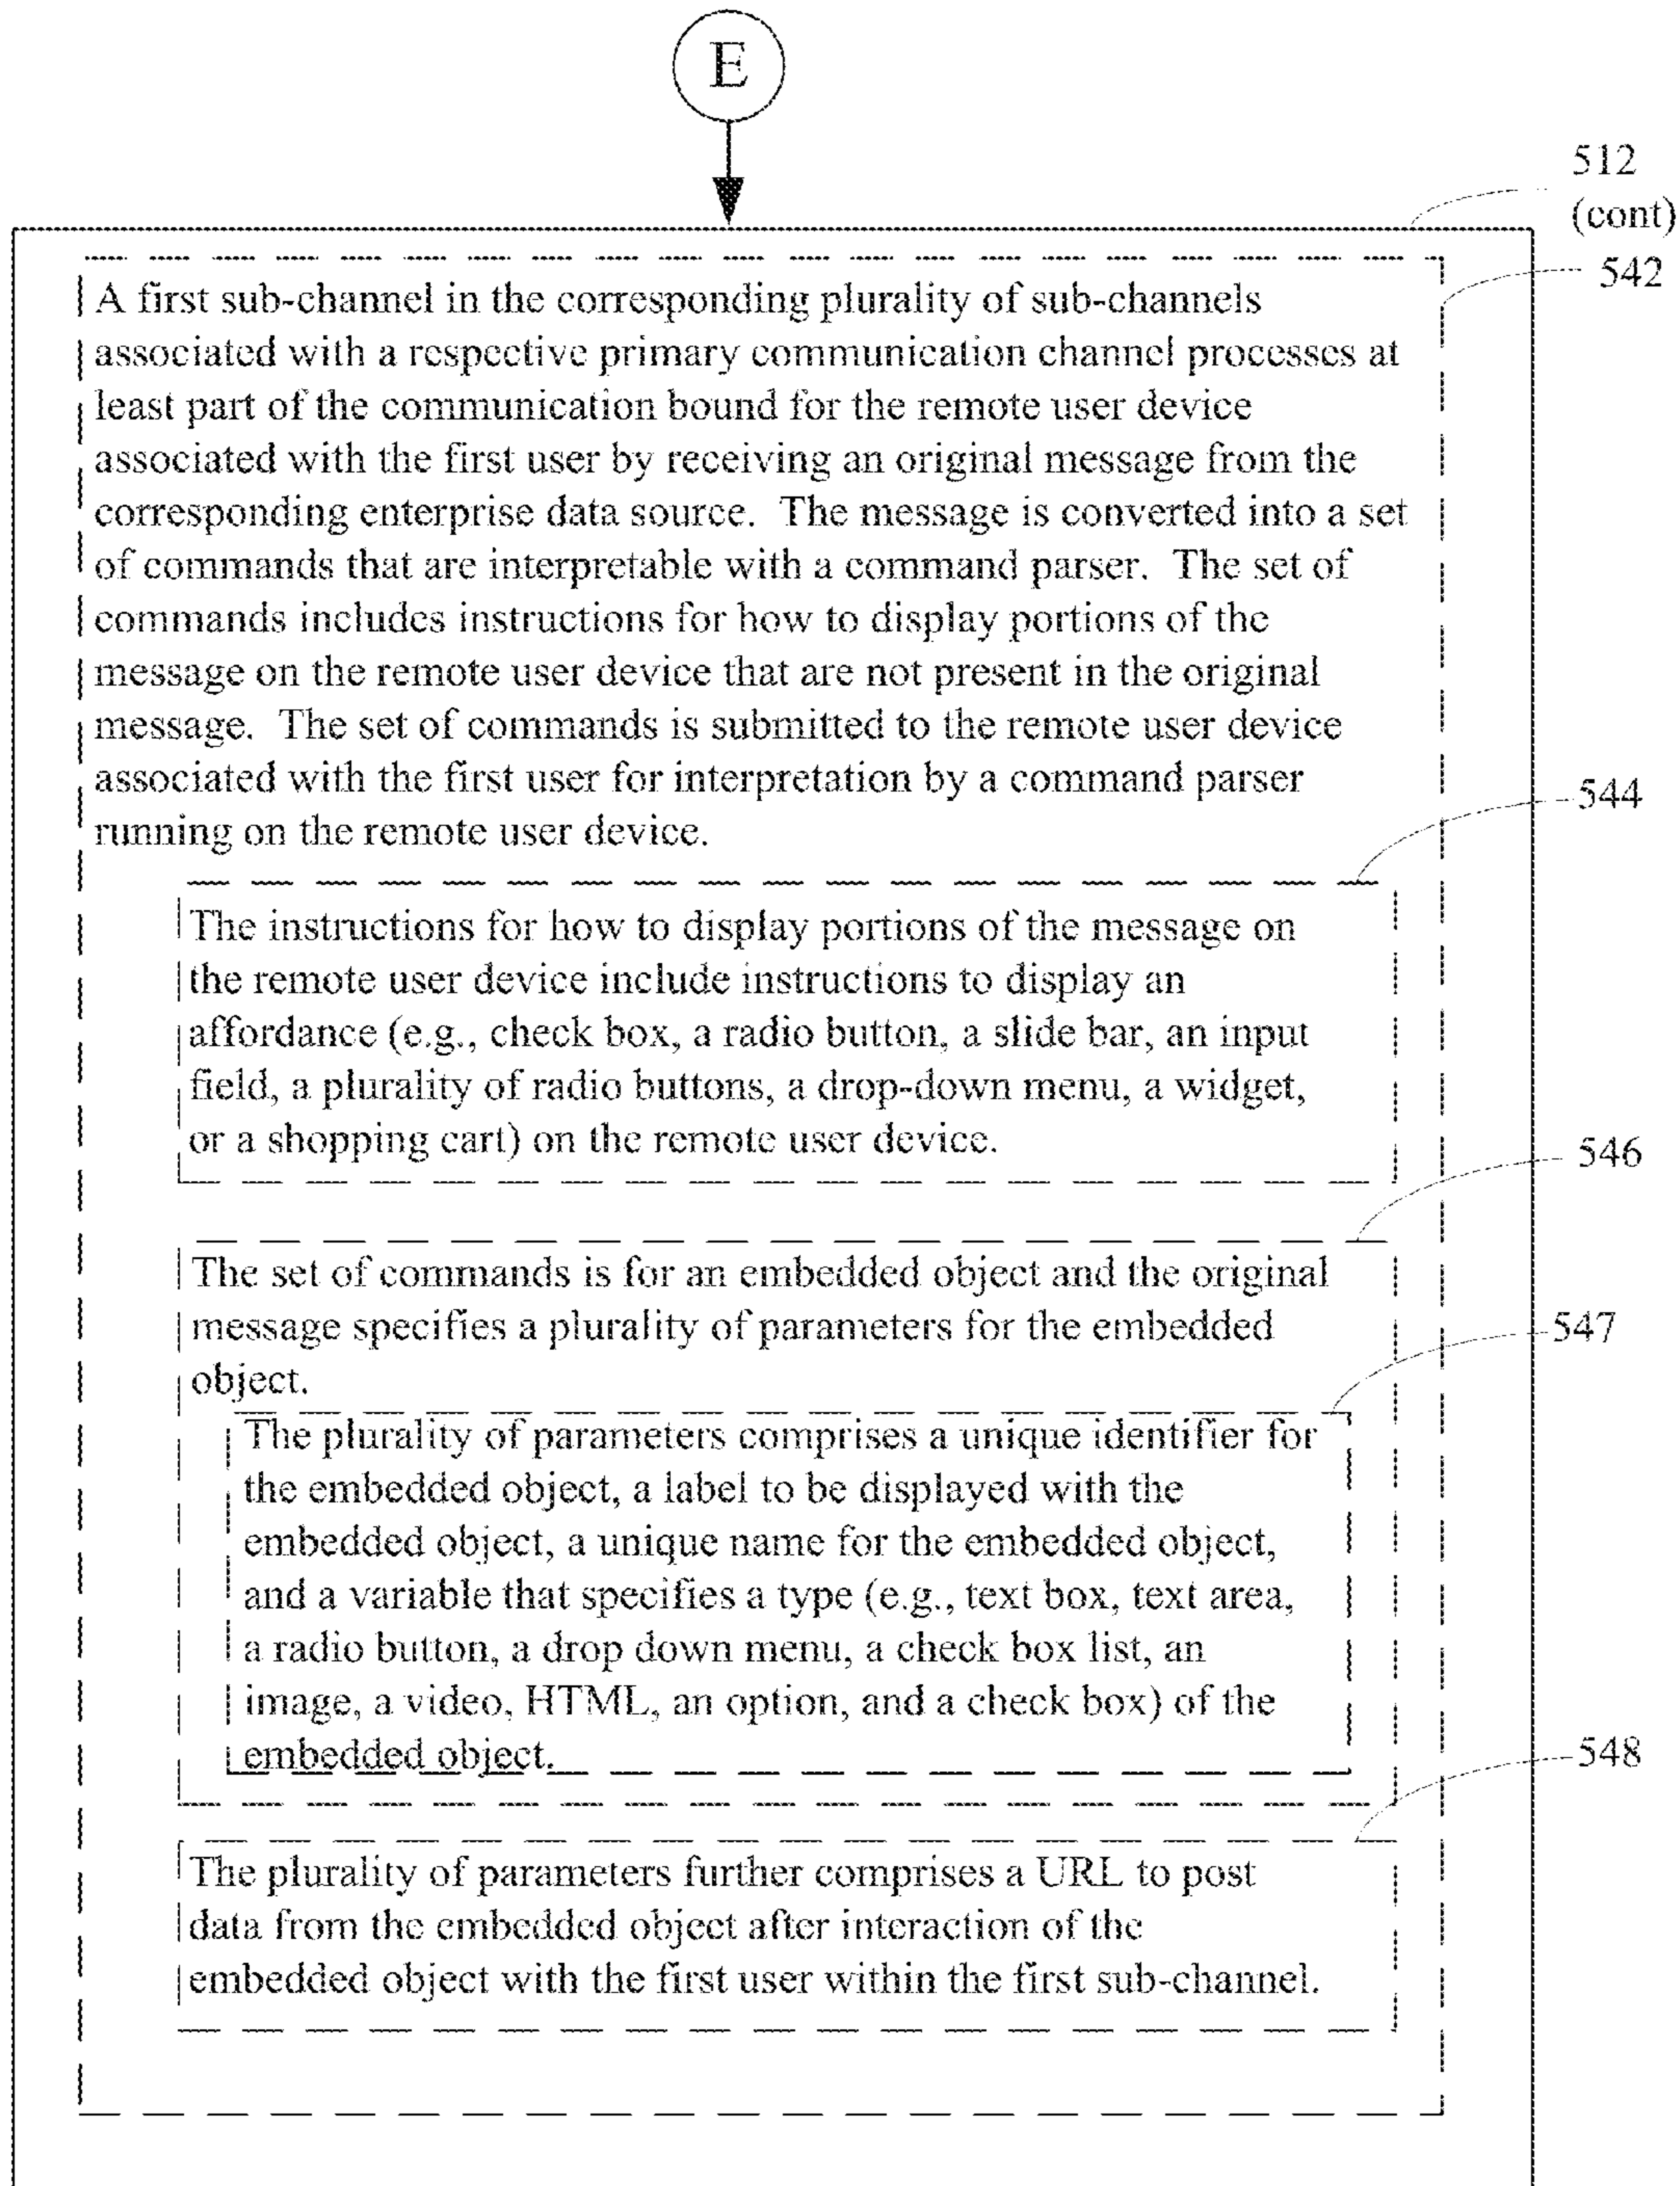 E
512
(cont)
542
A first sub-channel in the corresponding plurality of sub-channels
associated with a respective primary communication channel processes at
least part of the communication bound for the remote user device
associated with the first user by receiving an original message from the
corresponding enterprise data source.  The message is converted into a set
of commands that are interpretable with a command parser.  The set of
commands includes instructions for how to display portions of the
message on the remote user device that are not present in the original
message.  The set of commands is submitted to the remote user device
associated with the first user for interpretation by a command parser
running on the remote user device.
544
The instructions for how to display portions of the message on
the remote user device include instructions to display an
affordance (e.g., check box, a radio button, a slide bar, an input
field, a plurality of radio buttons, a drop-down menu, a widget,
or a shopping cart) on the remote user device.
546
The set of commands is for an embedded object and the original
message specifies a plurality of parameters for the embedded
object.
547
The plurality of parameters comprises a unique identifier for
the embedded object, a label to be displayed with the
embedded object, a unique name for the embedded object,
and a variable that specifies a type (e.g., text box, text area,
a radio button, a drop down menu, a check box list, an
image, a video, HTML, an option, and a check box) of the
embedded object.
548
The plurality of parameters further comprises a URL to post
data from the embedded object after interaction of the
embedded object with the first user within the first sub-channel.